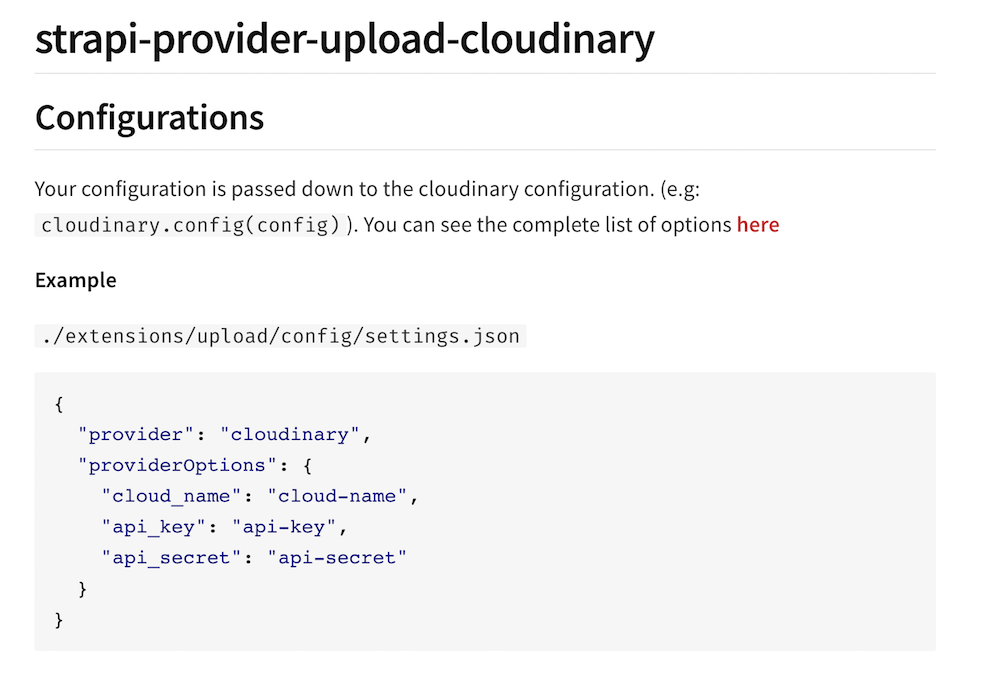 strapi-provider-upload-cloudinary
Configurations
Your configuration is passed down to the cloudinary configuration. (e.g:
cloudinary.config(config) ). You can see the complete list of options here
Example
./extensions/upload/config/settings.json
{
  "provider": "cloudinary",
  "providerOptions": {
    "cloud_name": "cloud-name",
    "api_key": "api-key",
    "api_secret": "api-secret"
  }
}